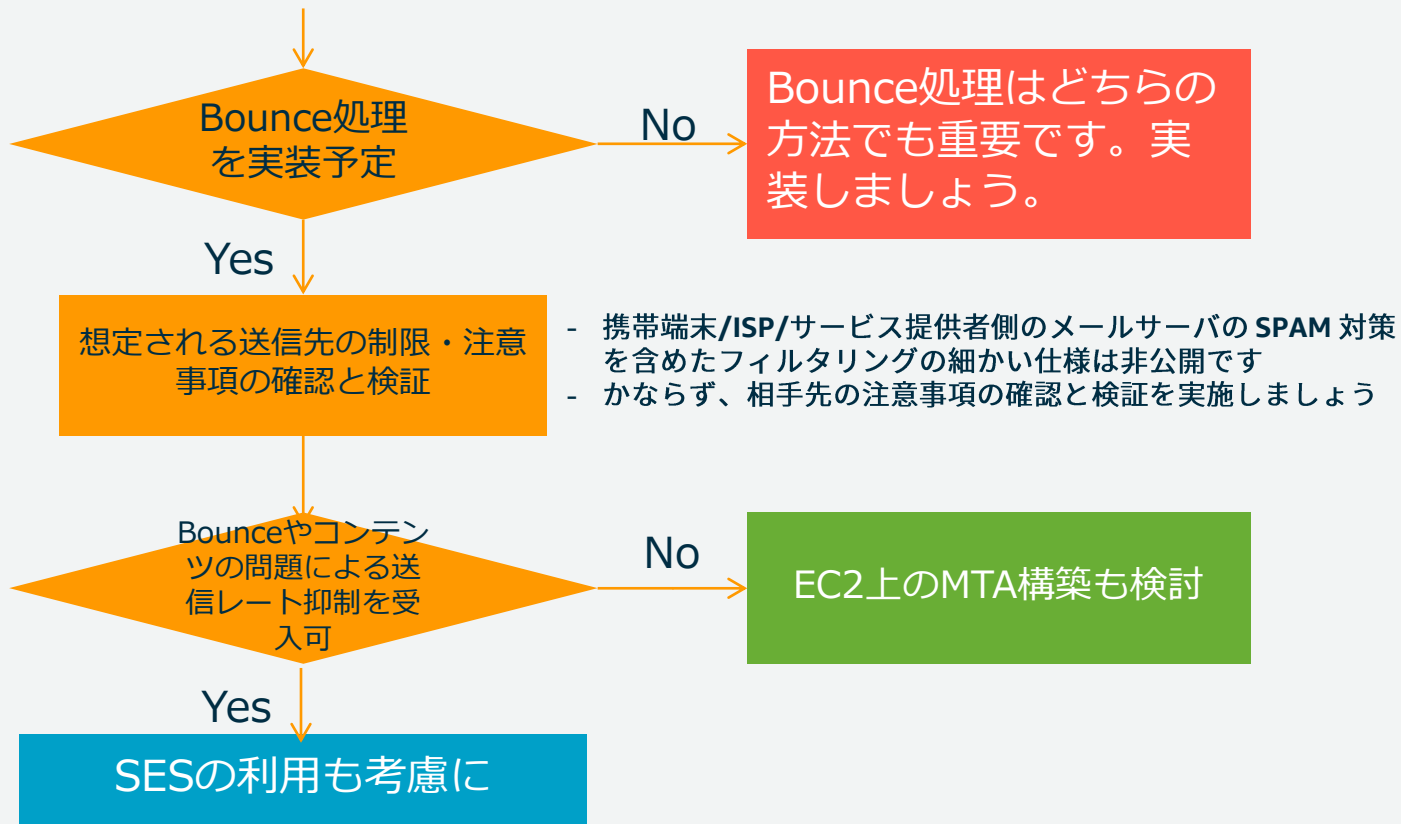 Bounce処理
を実装予定
No
Bounce処理はどちらの
方法でも重要です。実
装しましょう。
Yes
想定される送信先の制限・注意
事項の確認と検証
- 携帯端末/ISP/サービス提供者側のメールサーバの SPAM 対策
を含めたフィルタリングの細かい仕様は非公開です
- かならず、相手先の注意事項の確認と検証を実施しましょう
Bounceやコンテン
ツの問題による送
信レート抑制を受
入可
No
EC2上のMTA構築も検討
Yes
SESの利用も考慮に